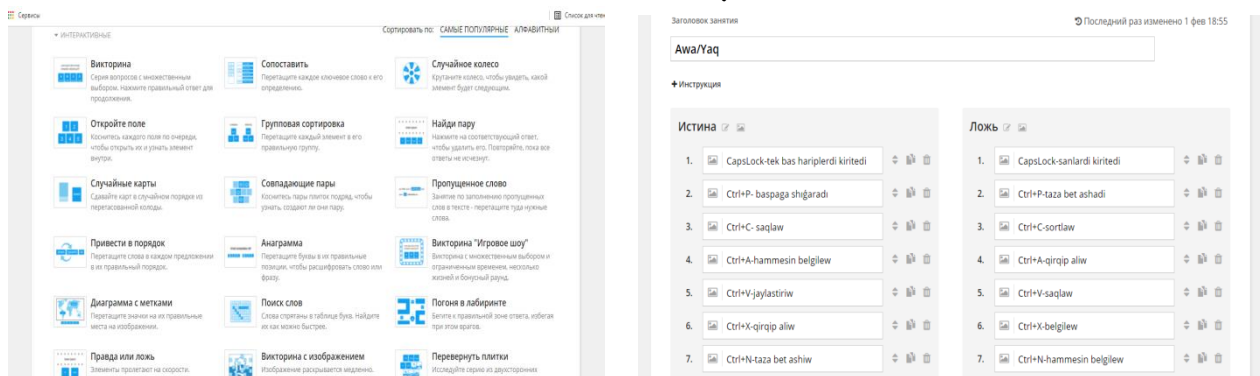 Сервисы
Список для чтен
ИНТЕРАКТИВНЫЕ
Сортировать по: САМЫЕ ПОПУЛЯРНЫЕ АЛФАВИТНЫЙ
Викторина
Серия вопросов с множественным
выбором. Нажмите правильный ответ для
продолжения.
Сопоставить
Перетащите каждое ключевое слово к его
определению.
Случайное колесо
Крутаните колесо, чтобы увидеть, какой
элемент будет следующим.
Откройте поле
Коснитесь каждого поля по очереди,
чтобы открыть их и узнать элемент
внутри.
Групповая сортировка
Перетащите каждый элемент в его
правильную группу.
Найди пару
Нажмите на соответствующий ответ,
чтобы удалить его. Повторяйте, пока все
ответы не исчезнут.
Случайные карты
Сдавайте карт в случайном порядке из
перетасованной колоды.
Совпадающие пары
Коснитесь пары плиток подряд, чтобы
узнать, создают ли они пару.
Пропущенное слово
Занятие по заполнению пропущенных
слов в тексте - перетащите туда нужные
слова.
Привести в порядок
Перетащите слова в каждом предложении
в их правильный порядок.
Анаграмма
Перетащите буквы в их правильные
позиции, чтобы расшифровать слово или
фразу.
Викторина "Игровое шоу"
Викторина с множественным выбором и
ограниченным временем, несколько
жизней и бонусный раунд.
Диаграмма с метками
Перетащите значки на их правильные
места на изображении.
Поиск слов
Слова спрятаны в таблице букв. Найдите
их как можно быстрее.
Погоня в лабиринте
Бегите к правильной зоне ответа, избегая
при этом врагов.
Правда или ложь
Элементы пролетают на скорости.
Викторина с изображением
Изображение раскрывается медленно.
Перевернуть плитки
Исследуйте серию из двухсторонних
Заголовок занятия
Последний раз изменено 1 фев 18:55
Awa/Yaq
+Инструкция
Истина
1. CapsLock-tek bas hariplerdi kiritedi
2. Ctrl+P- baspaga shıǵaradı
3. Ctrl+C- saqlaw
4. Ctrl+A-hammesin belgilew
5. Ctrl+V-jaylastiriw
6. Ctrl+X-qirqip aliw
7. Ctrl+N-taza bet ashiw
Ложь
1. CapsLock-sanlardi kiritedi
2. Ctrl+P-taza bet ashadi
3. Ctrl+C-sortlaw
4. Ctrl+A-qirqip aliw
5. Ctrl+V-saqlaw
6. Ctrl+X-belgilew
7. Ctrl+N-hammesin belgilew